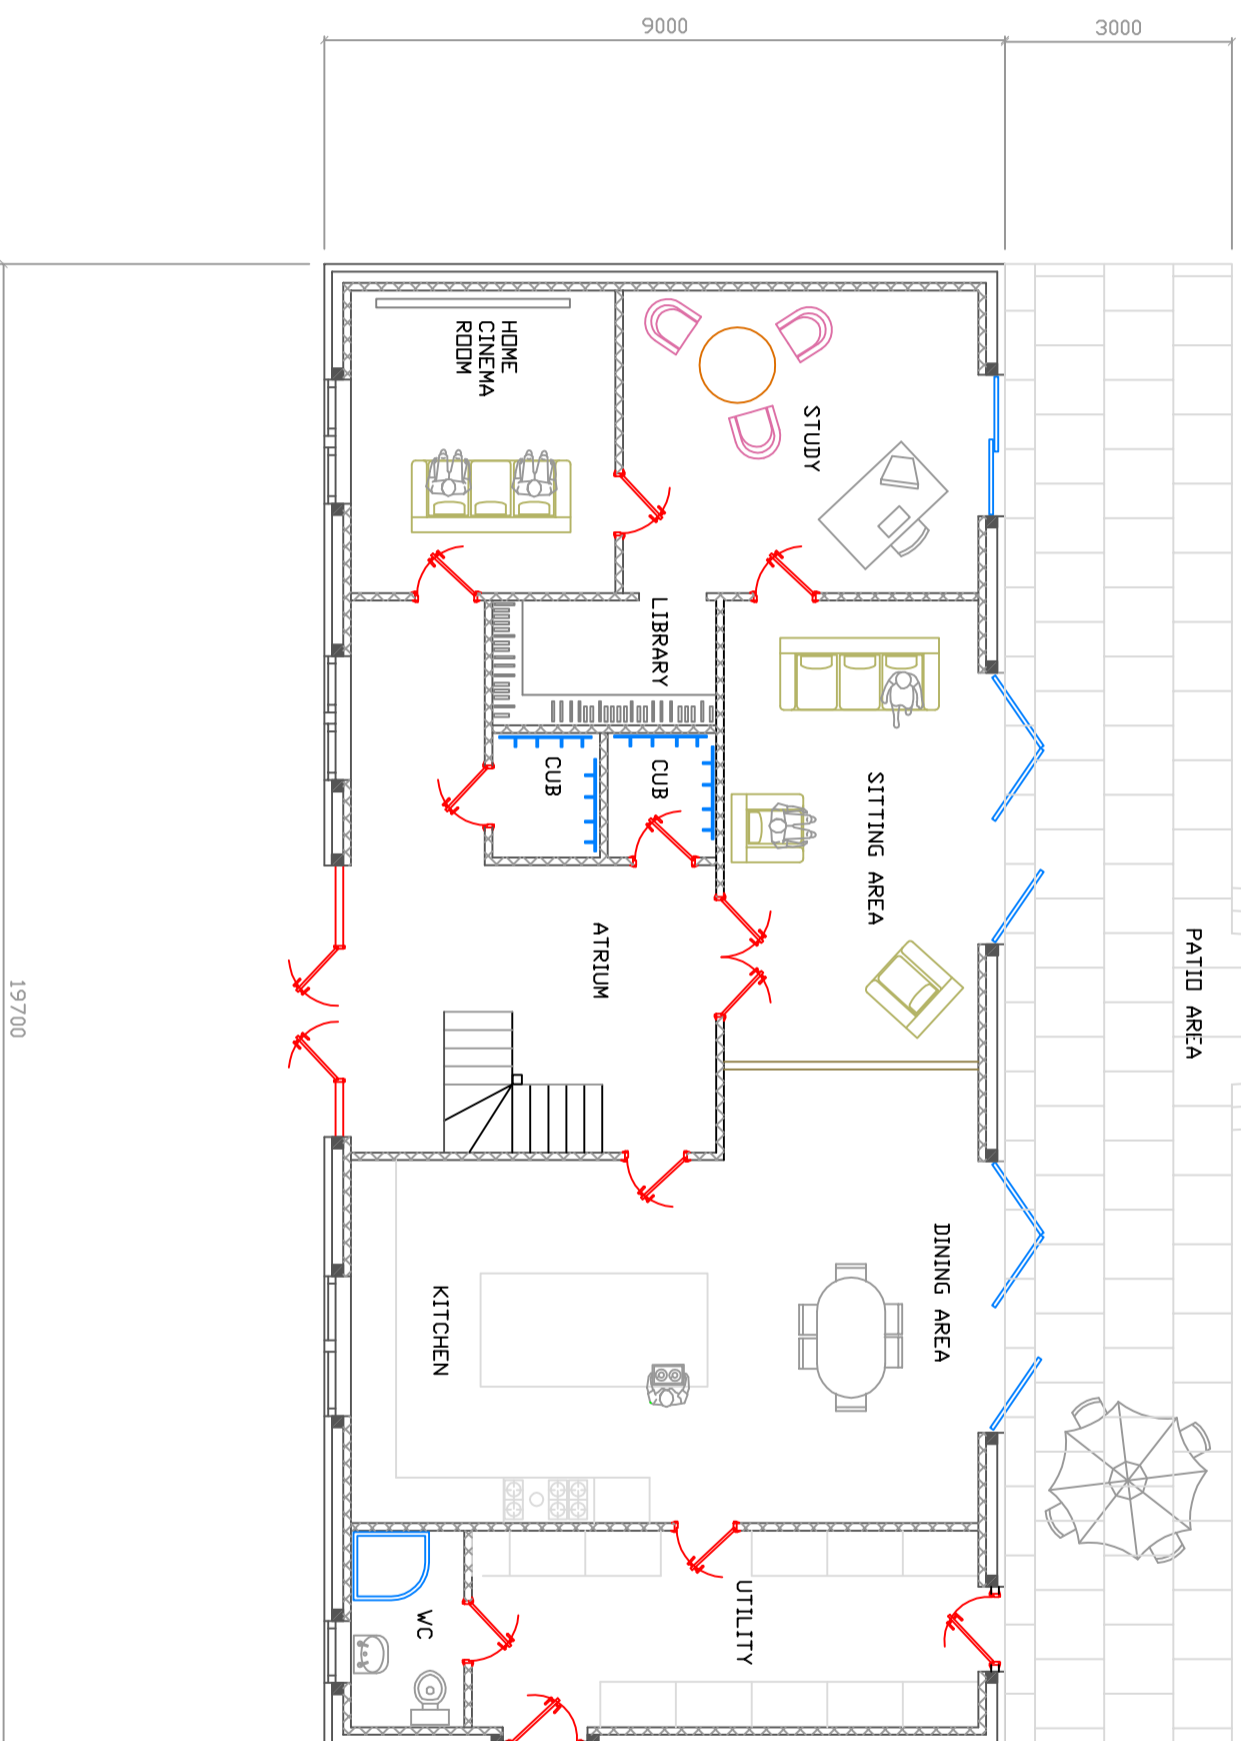 9000
3000
HOME
CINEMA
ROOM
STUDY
LIBRARY
CUB
CUB
SITTING AREA
ATRIUM
PATIO AREA
19700
DINING AREA
KITCHEN
UTILITY
WC